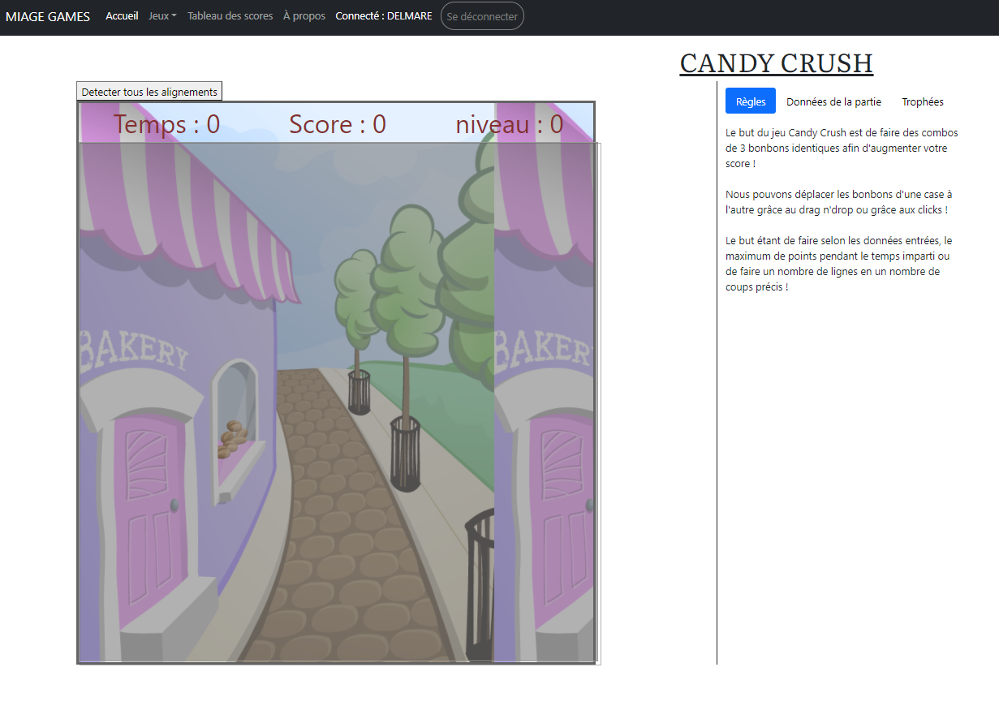 MIAGE GAMES Accueil Jeux Tableau des scores À propos Connecté : DELMARE Se déconnecter
CANDY CRUSH
Detecter tous les alignements
Temps : 0 Score : 0 niveau : 0
BAKERY
BAKER
Règles Données de la partie Trophées
Le but du jeu Candy Crush est de faire des combos
de 3 bonbons identiques afin d'augmenter votre
score !
Nous pouvons déplacer les bonbons d'une case à
l'autre grâce au drag n'drop ou grâce aux clicks !
Le but étant de faire selon les données entrées, le
maximum de points pendant le temps imparti ou
de faire un nombre de lignes en un nombre de
coups précis !